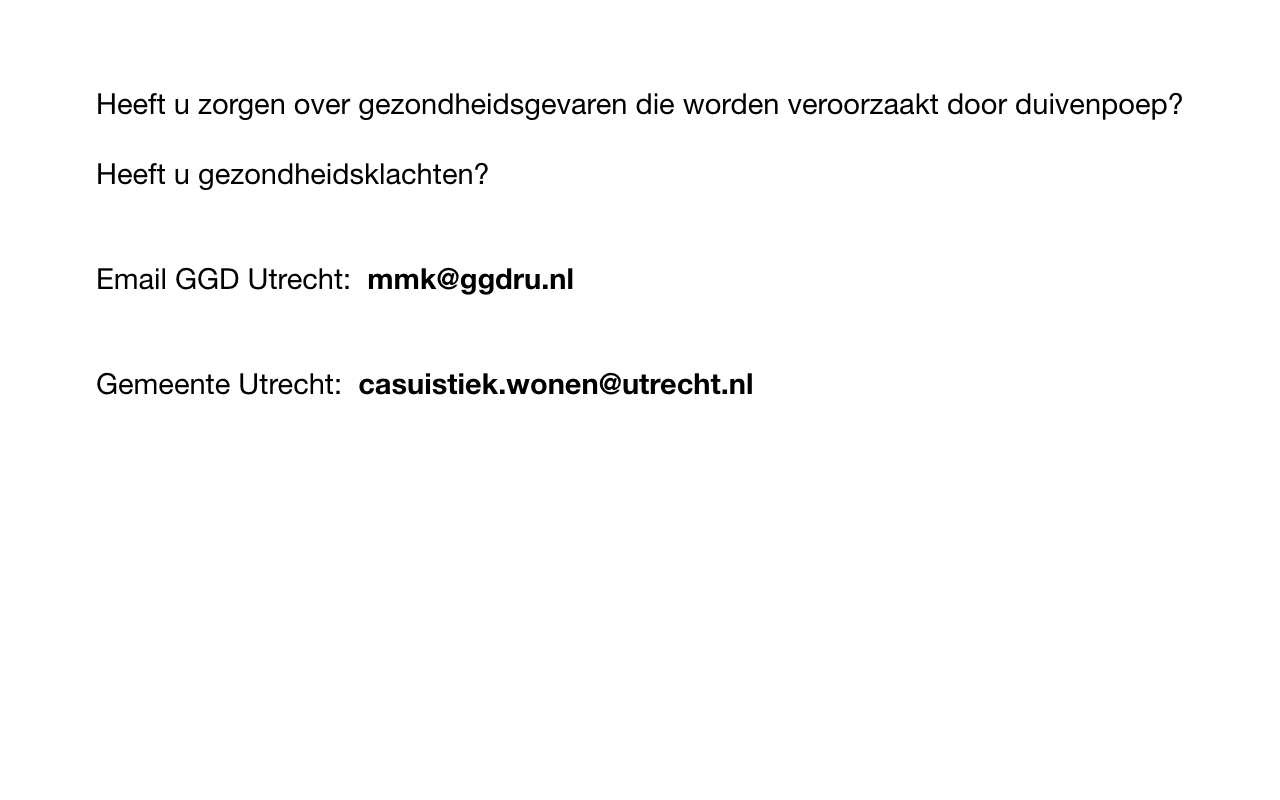 Heeft u zorgen over gezondheidsgevaren die worden veroorzaakt door duivenpoep?
Heeft u gezondheidsklachten?
Email GGD Utrecht: mmk@ggdru.nl
Gemeente Utrecht: casuistiek.wonen@utrecht.nl